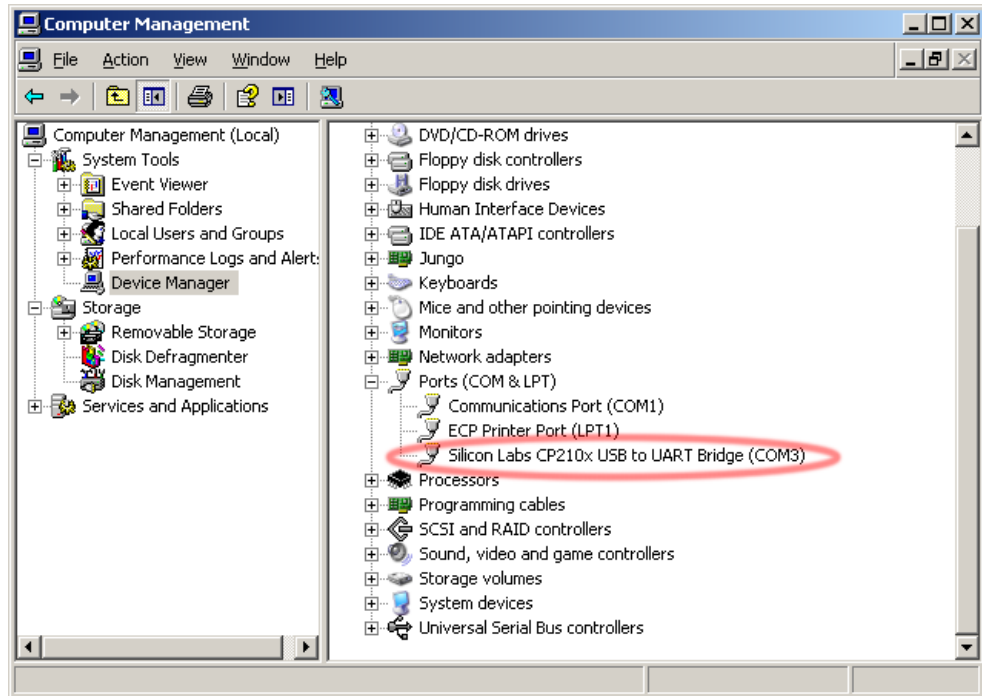 Computer Management
File Action View Window Help
Computer Management (Local)
System Tools
Event Viewer
Shared Folders
Local Users and Groups
Performance Logs and Alert
Device Manager
Storage
Removable Storage
Disk Defragmenter
Disk Management
Services and Applications
DVD/CD-ROM drives
Floppy disk controllers
Floppy disk drives
Human Interface Devices
IDE ATA/ATAPI controllers
Jungo
Keyboards
Mice and other pointing devices
Monitors
Network adapters
Ports (COM & LPT)
Communications Port (COM1)
ECP Printer Port (LPT1)
Silicon Labs CP210x USB to UART Bridge (COM3)
Processors
Programming cables
SCSI and RAID controllers
Sound, video and game controllers
Storage volumes
System devices
Universal Serial Bus controllers